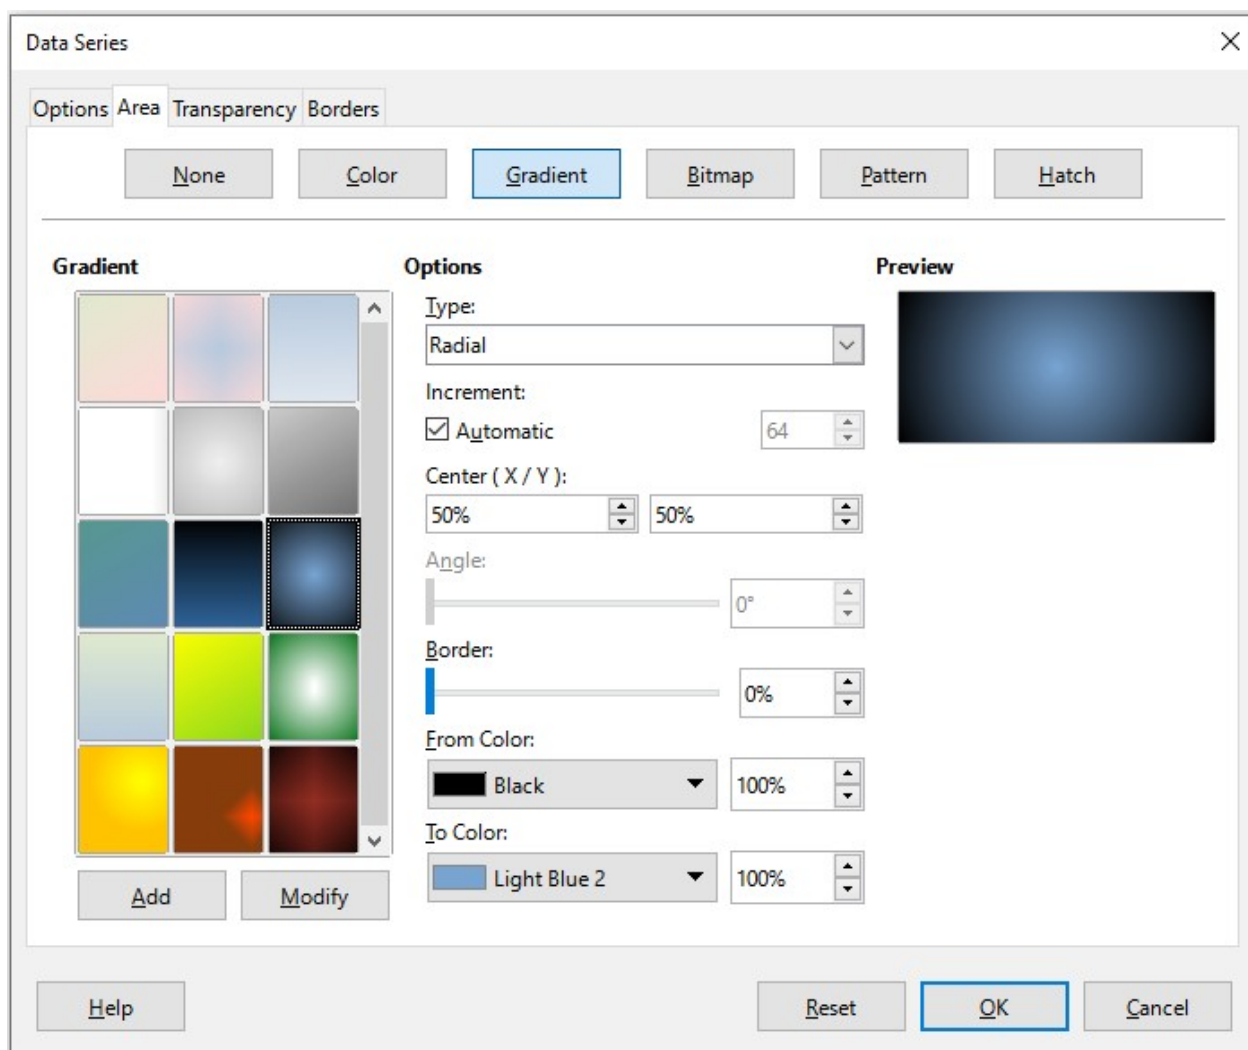 Data Series
Options Area Transparency Borders
None Color Gradient Bitmap Pattern Hatch
Gradient
Options
Type:
Radial
Increment:
Automatic 64
Center ( X / Y ):
50% 50%
Angle:
0°
Border:
0%
From Color:
Black 100%
To Color:
Light Blue 2 100%
Preview
Add Modify
Help Reset OK Cancel